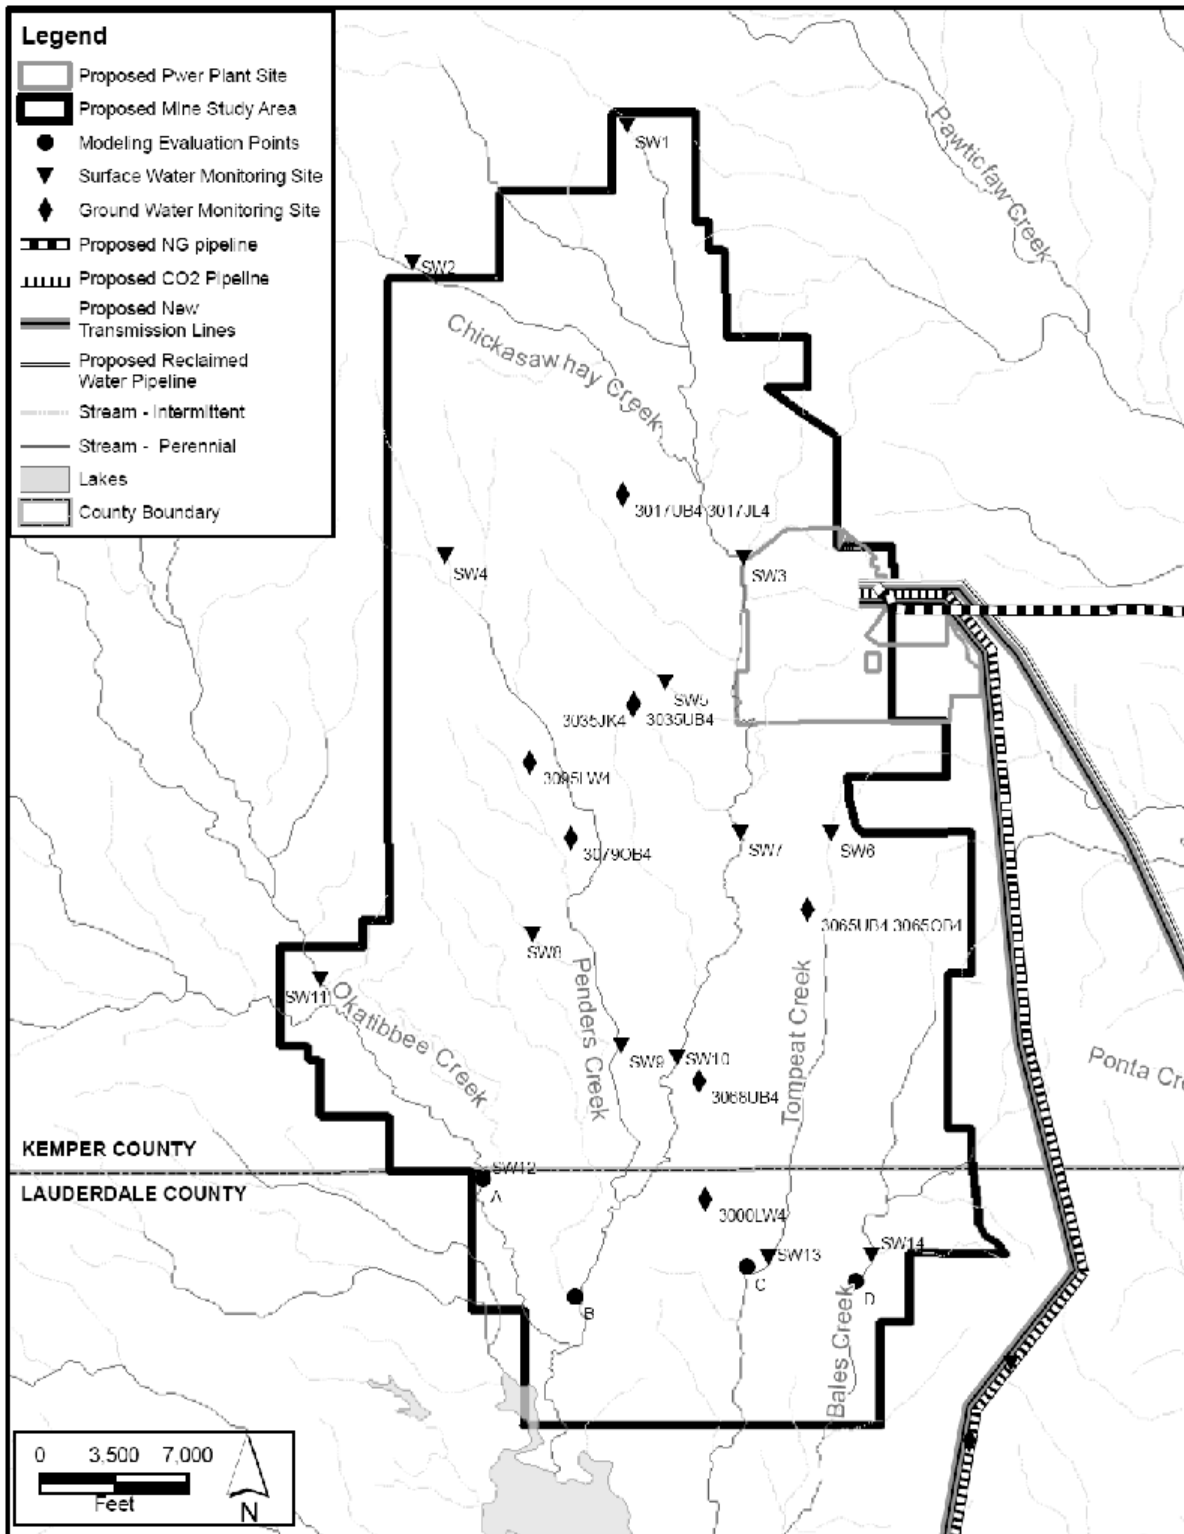 Legend
Proposed Pwer Plant Site
Proposed Mine Study Area
Modeling Evaluation Points
Surface Water Monitoring Site
Ground Water Monitoring Site
Proposed NG pipeline
Proposed CO2 Pipeline
Proposed New
Transmission Lines
Proposed Reclaimed
Water Pipeline
Stream - Intermittent
Stream - Perennial
Lakes
County Boundary
SW1
Pawticfaw Creek
SW2
Chickasawhay Creek
3017UB4 3017JL4
SW4
SW3
SW5
3035JK4 3035UB4
3095LW4
SW7
SW6
3079OB4
3065UB4 3065OB4
SW8
SW11
Okatibbee Creek
Penders Creek
Tompeat Creek
SW9
SW10
3068UB4
Ponta Cre
KEMPER COUNTY
LAUDERDALE COUNTY
SW12
A
3000LW4
SW13
SW14
C
D
B
Bales Creek
0 3,500 7,000
Feet
N